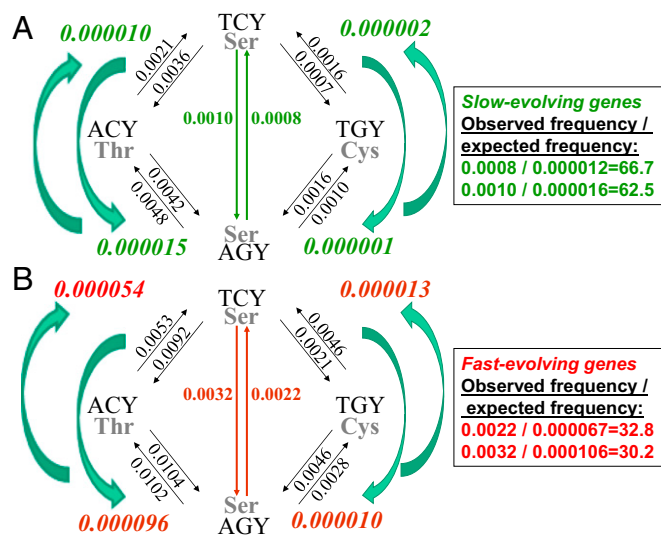 A
0.000010
TCY
Ser
0.000002
0.0021
0.0036
0.0016
0.0007
0.0010
0.0008
ACY
Thr
TGY
Cys
0.0042
0.0048
0.0016
0.0010
0.000015
Ser
AGY
0.000001
Slow-evolving genes
Observed frequency /
expected frequency:
0.0008 / 0.000012=66.7
0.0010 / 0.000016=62.5
B
0.000054
TCY
Ser
0.000013
0.0053
0.0092
0.0046
0.0021
0.0032
0.0022
ACY
Thr
TGY
Cys
0.0104
0.0102
0.0046
0.0028
0.000096
Ser
AGY
0.000010
Fast-evolving genes
Observed frequency /
expected frequency:
0.0022 / 0.000067=32.8
0.0032 / 0.000106=30.2